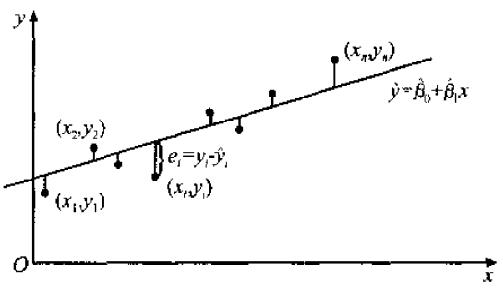 y
(xₙ,yₙ)
ŷ=β̂₀+β̂₁x
(x₂,y₂)
eᵢ=yᵢ-ŷᵢ
(xᵢ,yᵢ)
(x₁,y₁)
O
x